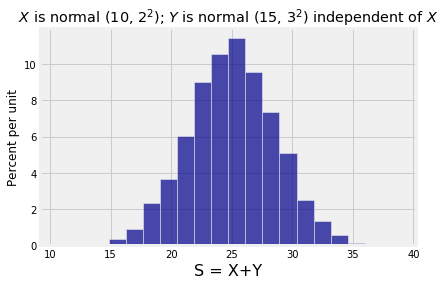 X is normal (10, 2²); Y is normal (15, 3²) independent of X
10
8
6
4
2
0
Percent per unit
10 15 20 25 30 35 40
S = X+Y